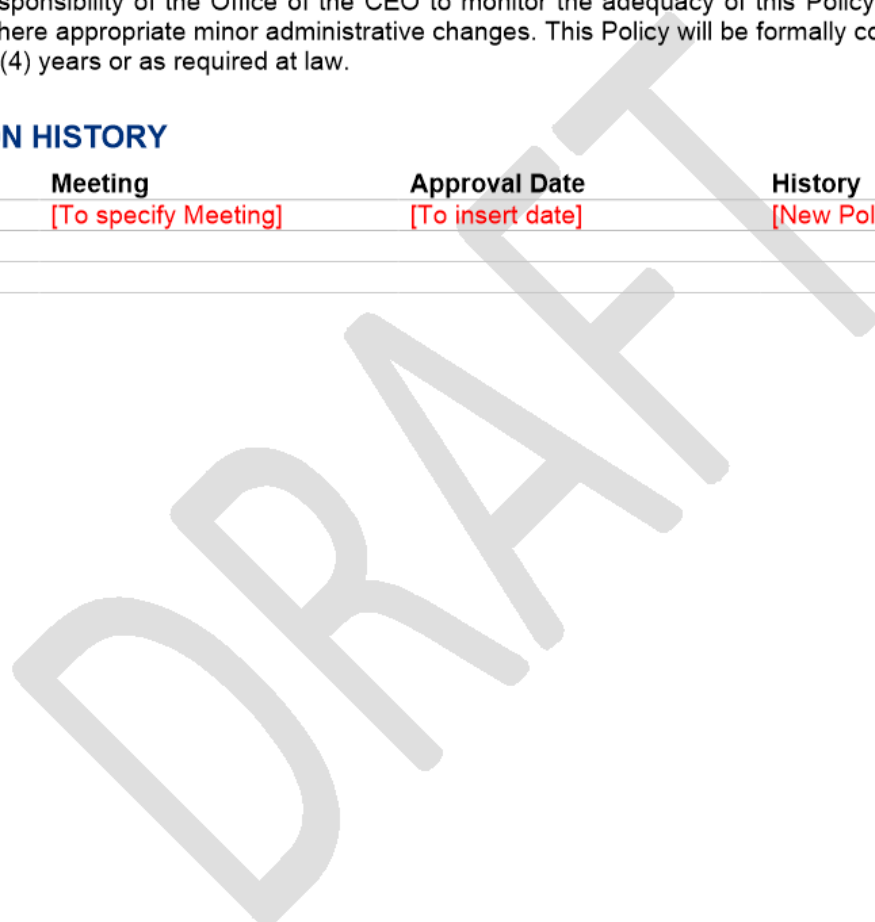 sponsibility of the Office of the CEO to monitor the adequacy of this Policy
here appropriate minor administrative changes. This Policy will be formally co
(4) years or as required at law.
N HISTORY
Meeting Approval Date History
[To specify Meeting] [To insert date] [New Pol
DRAFT